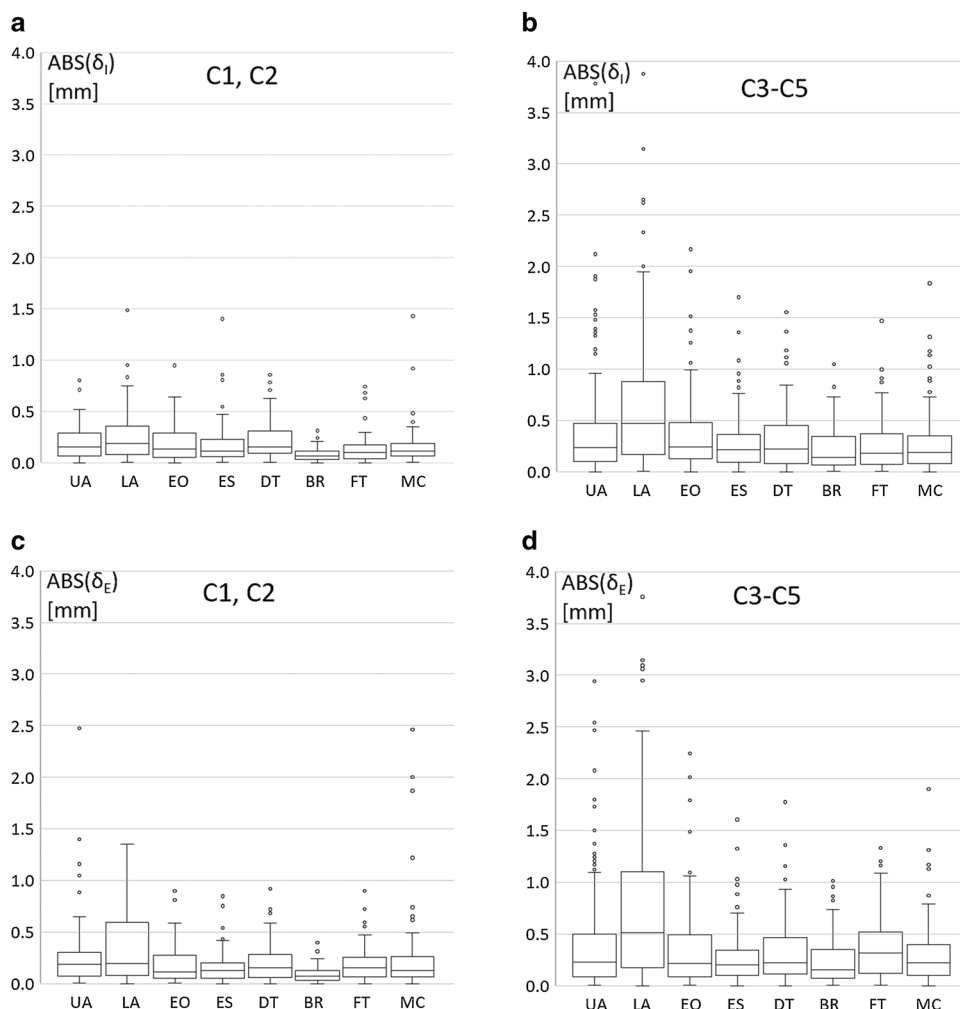 a
ABS(δI)
[mm]
C1, C2
4.0
3.5
3.0
2.5
2.0
1.5
1.0
0.5
0.0
UA LA EO ES DT BR FT MC
b
ABS(δI)
[mm]
C3-C5
4.0
3.5
3.0
2.5
2.0
1.5
1.0
0.5
0.0
UA LA EO ES DT BR FT MC
c
ABS(δE)
[mm]
C1, C2
4.0
3.5
3.0
2.5
2.0
1.5
1.0
0.5
0.0
UA LA EO ES DT BR FT MC
d
ABS(δE)
[mm]
C3-C5
4.0
3.5
3.0
2.5
2.0
1.5
1.0
0.5
0.0
UA LA EO ES DT BR FT MC